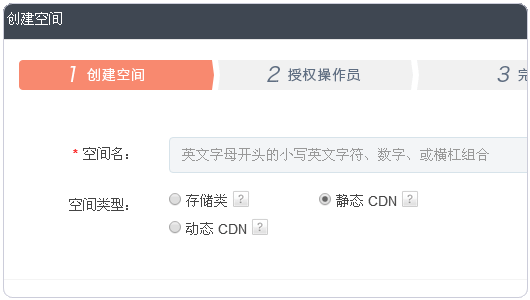 创建空间
1 创建空间 2 授权操作员 3 完
* 空间名：
英文字母开头的小写英文字符、数字、或横杠组合
空间类型： 存储类 ? 静态 CDN ?
动态 CDN ?